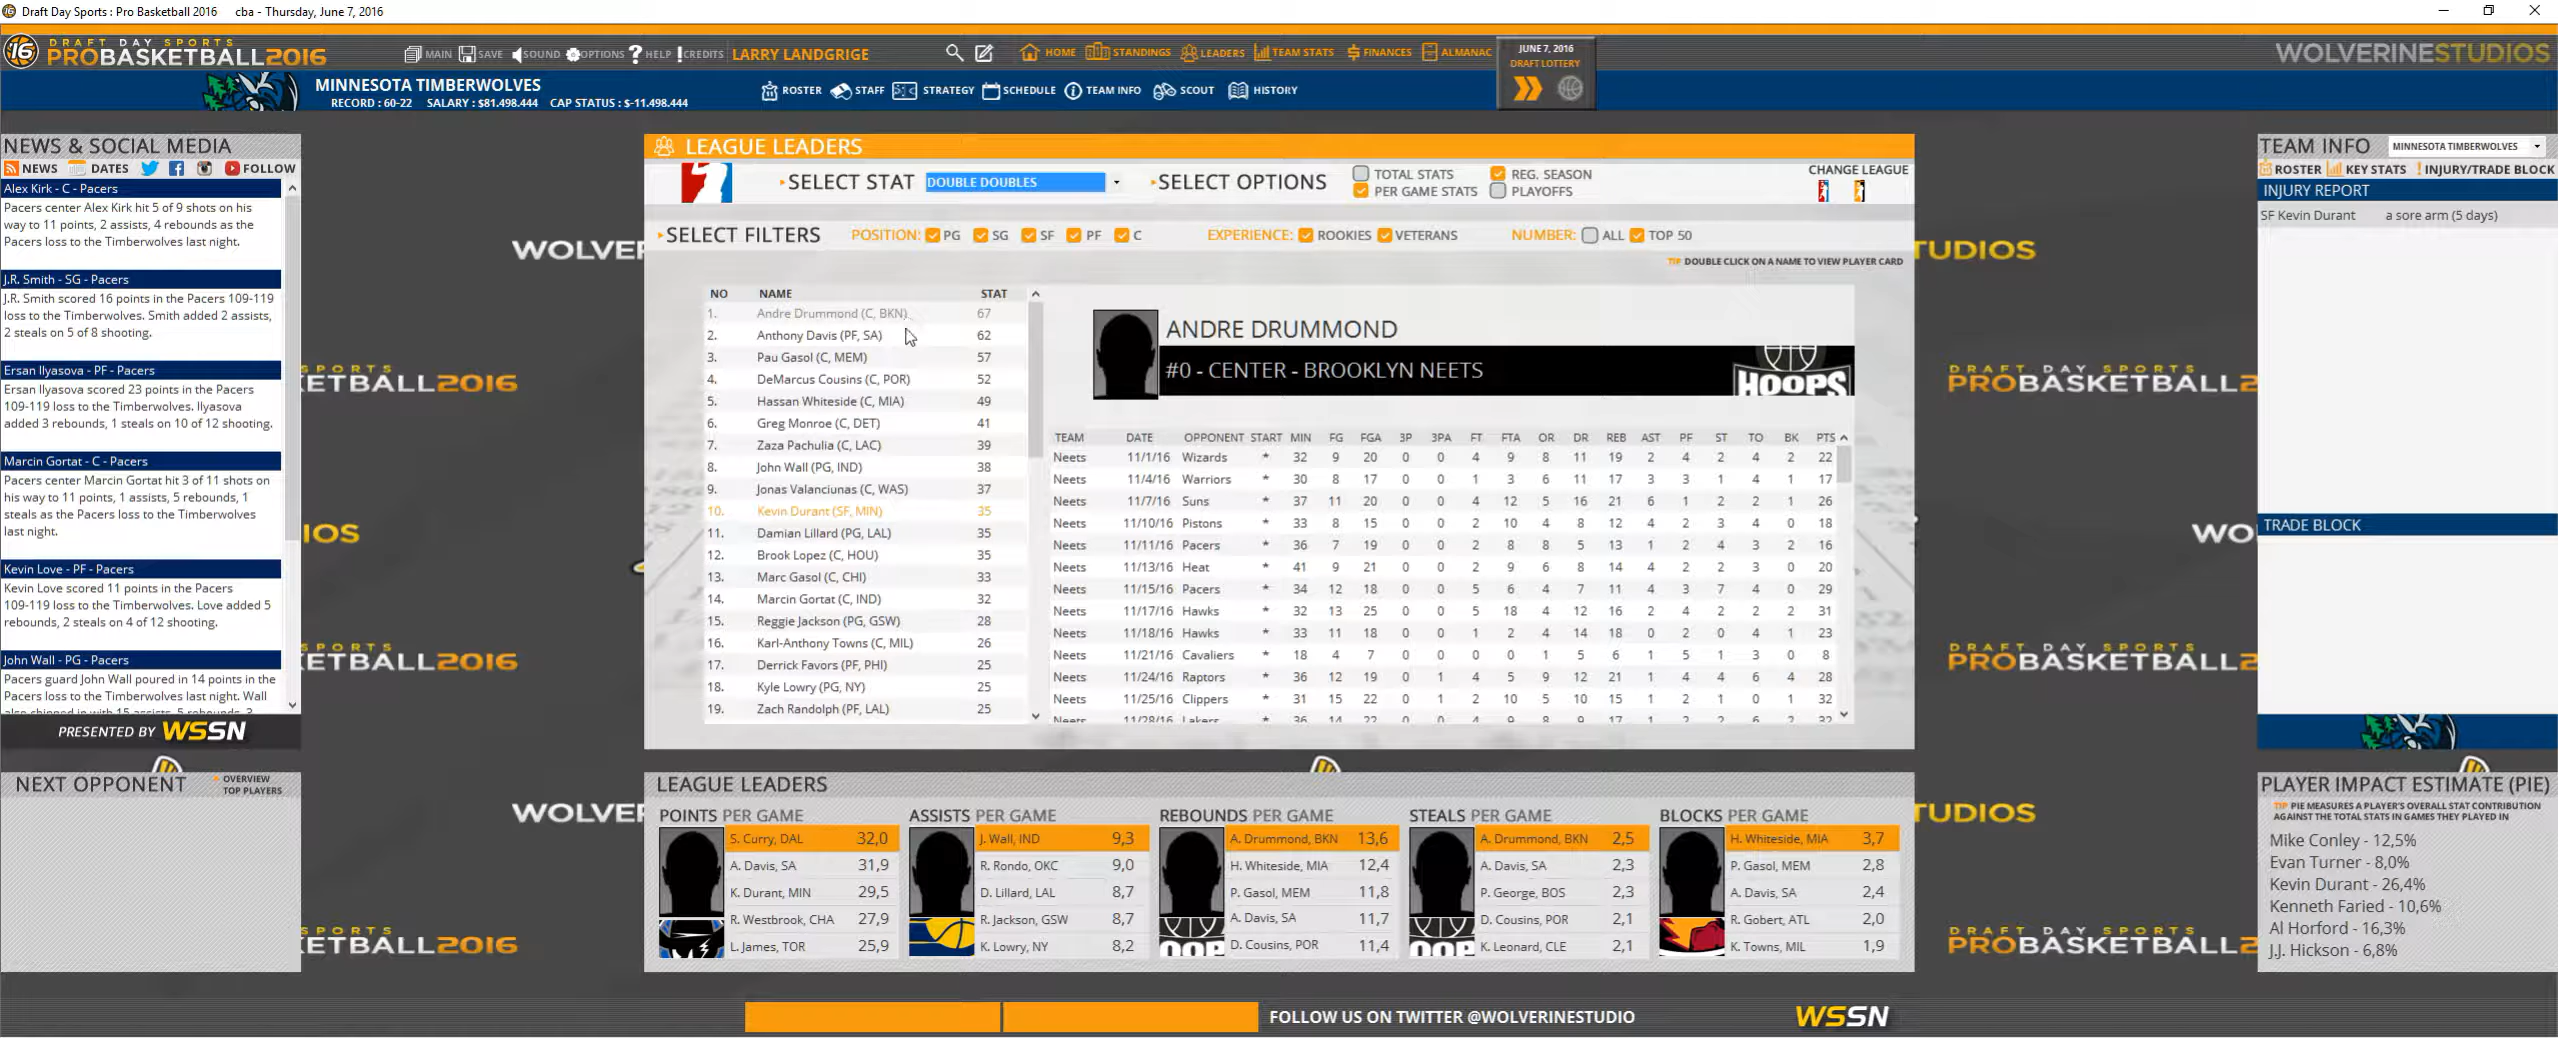 Draft Day Sports : Pro Basketball 2016 cba - Thursday, June 7, 2016
'16 DRAFT DAY SPORTS PROBASKETBALL2016
MAIN SAVE SOUND OPTIONS HELP CREDITS LARRY LANDGRIGE HOME STANDINGS LEADERS TEAM STATS FINANCES ALMANAC
JUNE 7, 2016
DRAFT LOTTERY
WOLVERINESTUDIOS
MINNESOTA TIMBERWOLVES
RECORD : 60-22 SALARY : $81.498.444 CAP STATUS : $-11.498.444
ROSTER STAFF STRATEGY SCHEDULE TEAM INFO SCOUT HISTORY
NEWS & SOCIAL MEDIA
NEWS DATES FOLLOW
Alex Kirk - C - Pacers
Pacers center Alex Kirk hit 5 of 9 shots on his
way to 11 points, 2 assists, 4 rebounds as the
Pacers loss to the Timberwolves last night.
J.R. Smith - SG - Pacers
J.R. Smith scored 16 points in the Pacers 109-119
loss to the Timberwolves. Smith added 2 assists,
2 steals on 5 of 8 shooting.
Ersan Ilyasova - PF - Pacers
Ersan Ilyasova scored 23 points in the Pacers
109-119 loss to the Timberwolves. Ilyasova
added 3 rebounds, 1 steals on 10 of 12 shooting.
Marcin Gortat - C - Pacers
Pacers center Marcin Gortat hit 3 of 11 shots on
his way to 11 points, 1 assists, 5 rebounds, 1
steals as the Pacers loss to the Timberwolves
last night.
Kevin Love - PF - Pacers
Kevin Love scored 11 points in the Pacers
109-119 loss to the Timberwolves. Love added 5
rebounds, 2 steals on 4 of 12 shooting.
John Wall - PG - Pacers
Pacers guard John Wall poured in 14 points in the
Pacers loss to the Timberwolves last night. Wall
also chipped in with 15 assists, 5 rebounds, 3
PRESENTED BY WSSN
NEXT OPPONENT
OVERVIEW
TOP PLAYERS
LEAGUE LEADERS
SELECT STAT DOUBLE DOUBLES SELECT OPTIONS
TOTAL STATS REG. SEASON
PER GAME STATS PLAYOFFS
CHANGE LEAGUE
SELECT FILTERS POSITION: PG SG SF PF C EXPERIENCE: ROOKIES VETERANS NUMBER: ALL TOP 50
TIP DOUBLE CLICK ON A NAME TO VIEW PLAYER CARD
NO NAME STAT
1. Andre Drummond (C, BKN) 67
2. Anthony Davis (PF, SA) 62
3. Pau Gasol (C, MEM) 57
4. DeMarcus Cousins (C, POR) 52
5. Hassan Whiteside (C, MIA) 49
6. Greg Monroe (C, DET) 41
7. Zaza Pachulia (C, LAC) 39
8. John Wall (PG, IND) 38
9. Jonas Valanciunas (C, WAS) 37
10. Kevin Durant (SF, MIN) 35
11. Damian Lillard (PG, LAL) 35
12. Brook Lopez (C, HOU) 35
13. Marc Gasol (C, CHI) 33
14. Marcin Gortat (C, IND) 32
15. Reggie Jackson (PG, GSW) 28
16. Karl-Anthony Towns (C, MIL) 26
17. Derrick Favors (PF, PHI) 25
18. Kyle Lowry (PG, NY) 25
19. Zach Randolph (PF, LAL) 25
ANDRE DRUMMOND
#0 - CENTER - BROOKLYN NEETS
HOOPS
TEAM DATE OPPONENT START MIN FG FGA 3P 3PA FT FTA OR DR REB AST PF ST TO BK PTS
Neets 11/1/16 Wizards * 32 9 20 0 0 4 9 8 11 19 2 4 2 4 2 22
Neets 11/4/16 Warriors * 30 8 17 0 0 1 3 6 11 17 3 3 1 4 1 17
Neets 11/7/16 Suns * 37 11 20 0 0 4 12 5 16 21 6 1 2 2 1 26
Neets 11/10/16 Pistons * 33 8 15 0 0 2 10 4 8 12 4 2 3 4 0 18
Neets 11/11/16 Pacers * 36 7 19 0 0 2 8 8 5 13 1 2 4 3 2 16
Neets 11/13/16 Heat * 41 9 21 0 0 2 9 6 8 14 4 2 2 3 0 20
Neets 11/15/16 Pacers * 34 12 18 0 0 5 6 4 7 11 4 3 7 4 0 29
Neets 11/17/16 Hawks * 32 13 25 0 0 5 18 4 12 16 2 4 2 2 2 31
Neets 11/18/16 Hawks * 33 11 18 0 0 1 2 4 14 18 0 2 0 4 1 23
Neets 11/21/16 Cavaliers * 18 4 7 0 0 0 0 1 5 6 1 5 1 3 0 8
Neets 11/24/16 Raptors * 36 12 19 0 1 4 5 9 12 21 1 4 4 6 4 28
Neets 11/25/16 Clippers * 31 15 22 0 1 2 10 5 10 15 1 2 1 0 1 32
Neets 11/28/16 Lakers * 36 14 22 0 0 4 9 8 9 17 1 2 2 6 2 32
LEAGUE LEADERS
POINTS PER GAME
S. Curry, DAL 32,0
A. Davis, SA 31,9
K. Durant, MIN 29,5
R. Westbrook, CHA 27,9
L. James, TOR 25,9
ASSISTS PER GAME
J. Wall, IND 9,3
R. Rondo, OKC 9,0
D. Lillard, LAL 8,7
R. Jackson, GSW 8,7
K. Lowry, NY 8,2
REBOUNDS PER GAME
A. Drummond, BKN 13,6
H. Whiteside, MIA 12,4
P. Gasol, MEM 11,8
A. Davis, SA 11,7
D. Cousins, POR 11,4
STEALS PER GAME
A. Drummond, BKN 2,5
A. Davis, SA 2,3
P. George, BOS 2,3
D. Cousins, POR 2,1
K. Leonard, CLE 2,1
BLOCKS PER GAME
H. Whiteside, MIA 3,7
P. Gasol, MEM 2,8
A. Davis, SA 2,4
R. Gobert, ATL 2,0
K. Towns, MIL 1,9
TEAM INFO MINNESOTA TIMBERWOLVES
ROSTER KEY STATS INJURY/TRADE BLOCK
INJURY REPORT
SF Kevin Durant a sore arm (5 days)
TRADE BLOCK
PLAYER IMPACT ESTIMATE (PIE)
TIP PIE MEASURES A PLAYER'S OVERALL STAT CONTRIBUTION
AGAINST THE TOTAL STATS IN GAMES THEY PLAYED IN
Mike Conley - 12,5%
Evan Turner - 8,0%
Kevin Durant - 26,4%
Kenneth Faried - 10,6%
Al Horford - 16,3%
J.J. Hickson - 6,8%
FOLLOW US ON TWITTER @WOLVERINESTUDIO WSSN